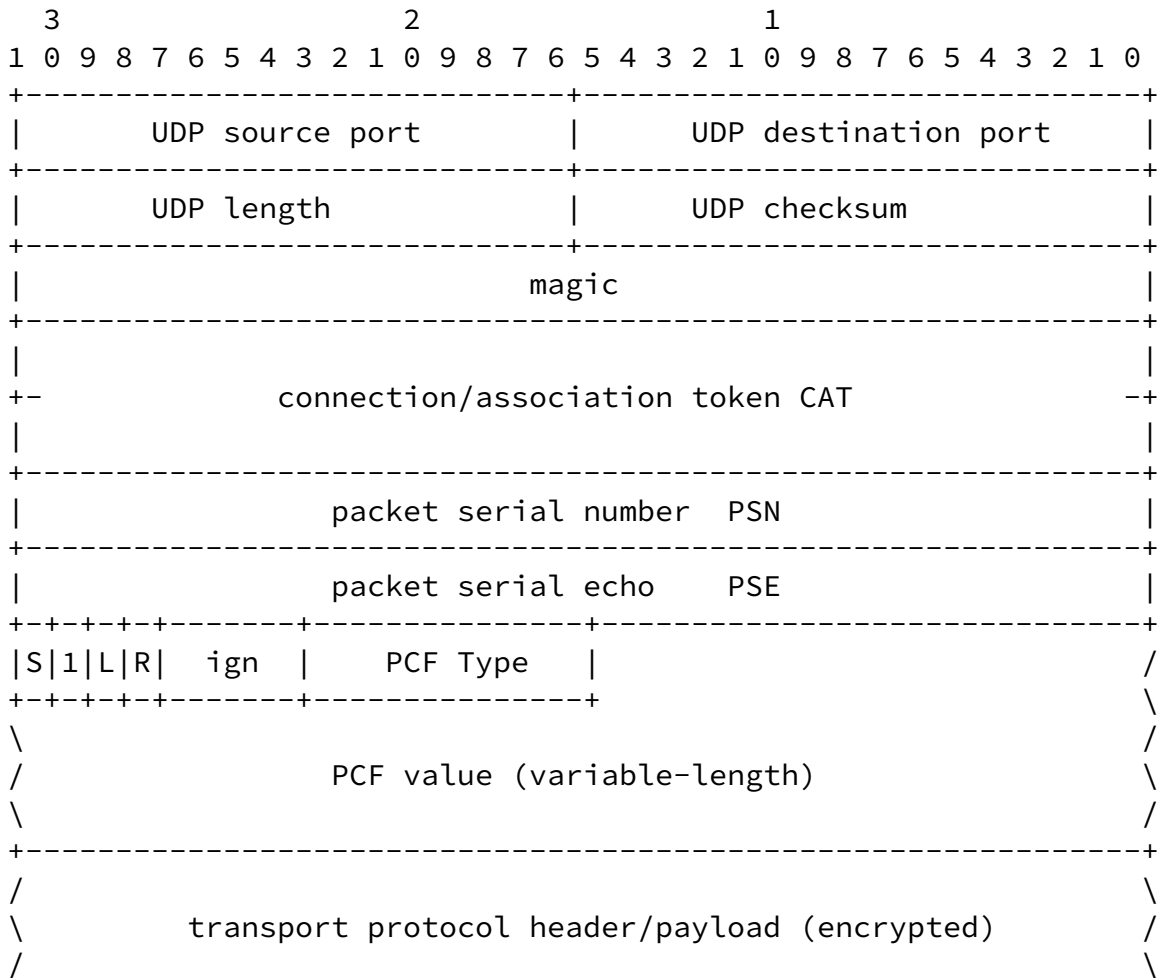 3                   2                   1
 1 0 9 8 7 6 5 4 3 2 1 0 9 8 7 6 5 4 3 2 1 0 9 8 7 6 5 4 3 2 1 0
+------------------------------+-------------------------------+
|       UDP source port        |      UDP destination port     |
+------------------------------+-------------------------------+
|       UDP length             |      UDP checksum             |
+------------------------------+-------------------------------+
|                            magic                             |
+--------------------------------------------------------------+
|                                                              |
+-             connection/association token CAT               -+
|                                                              |
+--------------------------------------------------------------+
|                 packet serial number  PSN                    |
+--------------------------------------------------------------+
|                 packet serial echo    PSE                    |
+-+-+-+-+-------+---------------+------------------------------+
|S|1|L|R|  ign  |    PCF Type   |                              /
+-+-+-+-+-------+---------------+                              \
\                                                              /
/                 PCF value (variable-length)                  \
\                                                              /
+--------------------------------------------------------------+
/                                                              \
\         transport protocol header/payload (encrypted)        /
/                                                              \